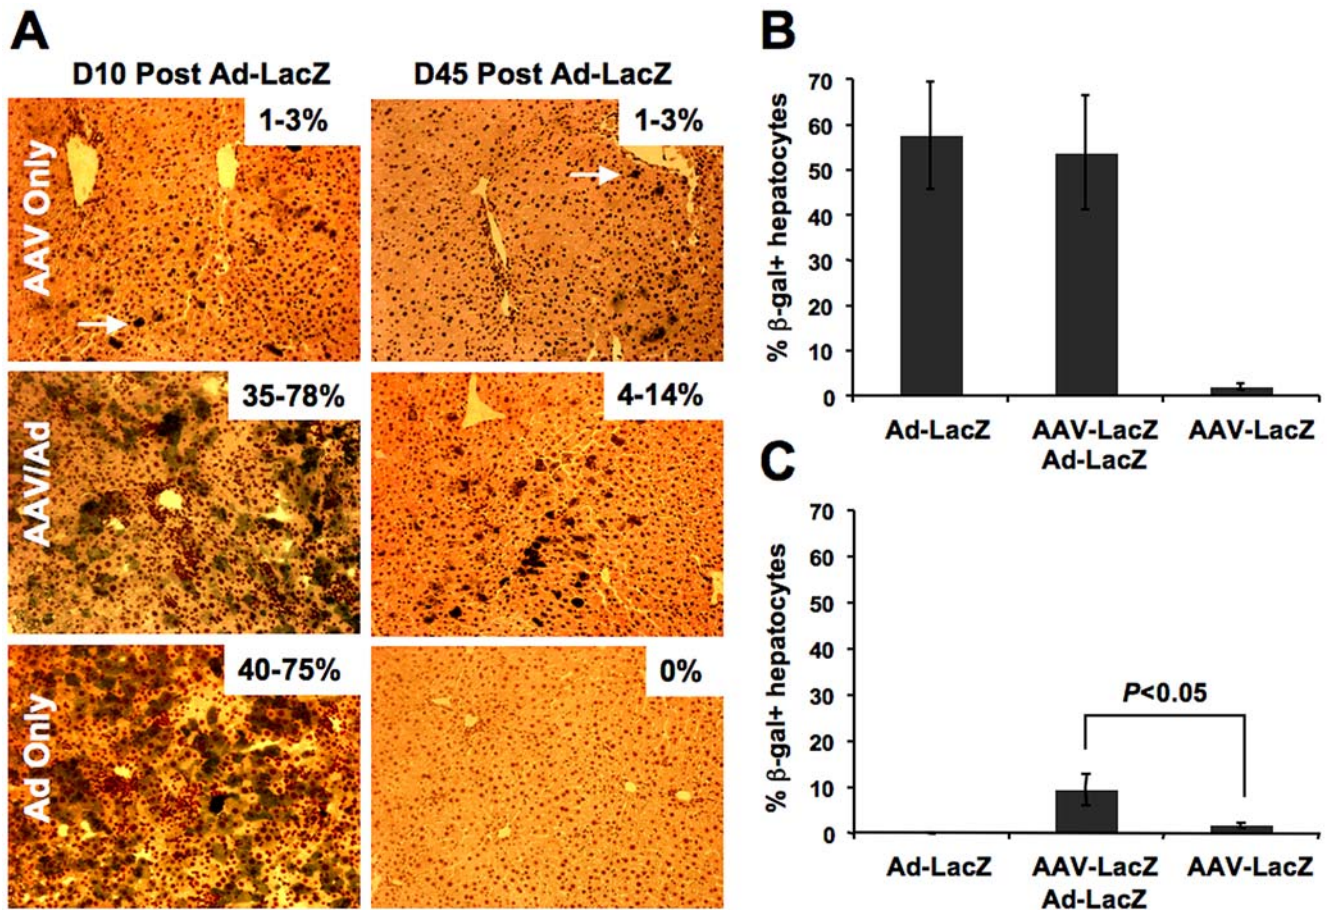 A
D10 Post Ad-LacZ
D45 Post Ad-LacZ
AAV Only
1-3%
1-3%
AAV/Ad
35-78%
4-14%
Ad Only
40-75%
0%
B
% β-gal+ hepatocytes
70
60
50
40
30
20
10
0
Ad-LacZ
AAV-LacZ
Ad-LacZ
AAV-LacZ
C
% β-gal+ hepatocytes
70
60
50
40
30
20
10
0
P<0.05
Ad-LacZ
AAV-LacZ
Ad-LacZ
AAV-LacZ